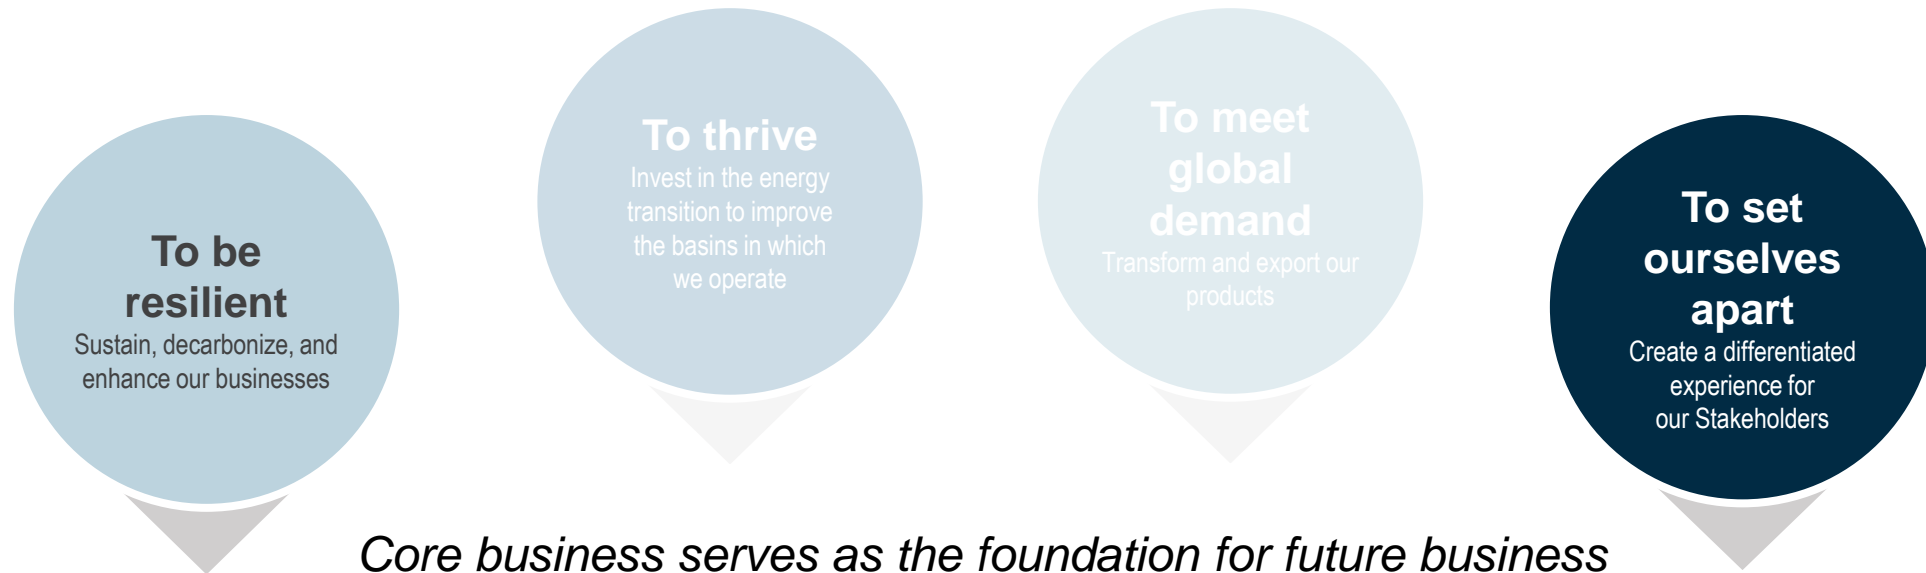 To be
resilient
Sustain, decarbonize, and
enhance our businesses
To thrive
Invest in the energy
transition to improve
the basins in which
we operate
To meet
global
demand
Transform and export our
products
To set
ourselves
apart
Create a differentiated
experience for
our Stakeholders
Core business serves as the foundation for future business